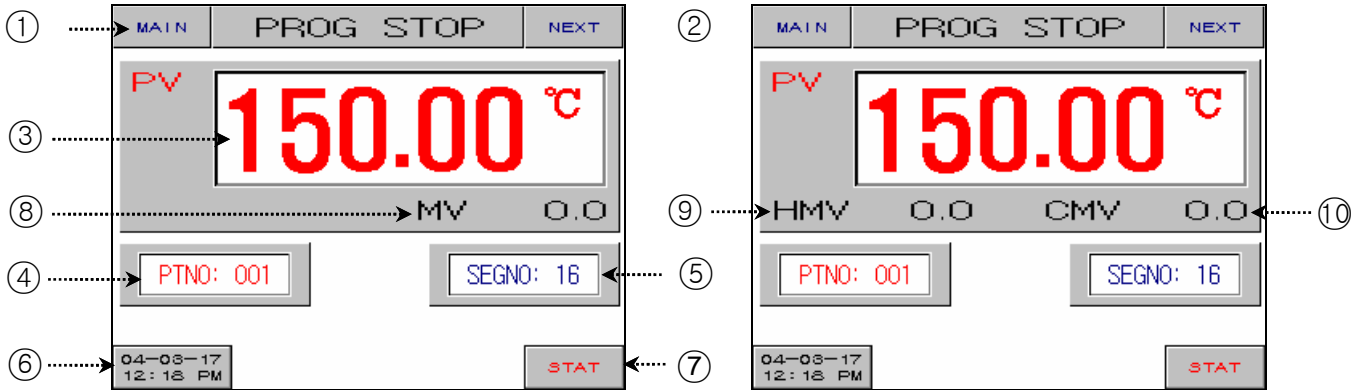 ① MAIN PROG STOP NEXT
PV
③ 150.00 ℃
⑧ MV 0.0
④ PTNO: 001 SEGNO: 16 ⑤
⑥ 04-03-17
12:18 PM STAT ⑦
② MAIN PROG STOP NEXT
PV
150.00 ℃
⑨ HMV 0.0 CMV 0.0 ⑩
PTNO: 001 SEGNO: 16
04-03-17
12:18 PM STAT